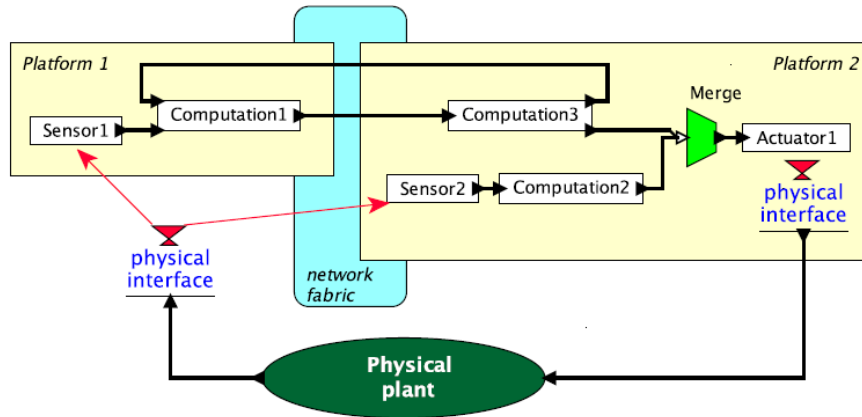 Platform 1
Platform 2
Merge
Computation1
Computation3
Sensor1
Actuator1
Sensor2
Computation2
physical
interface
physical
interface
network
fabric
Physical
plant